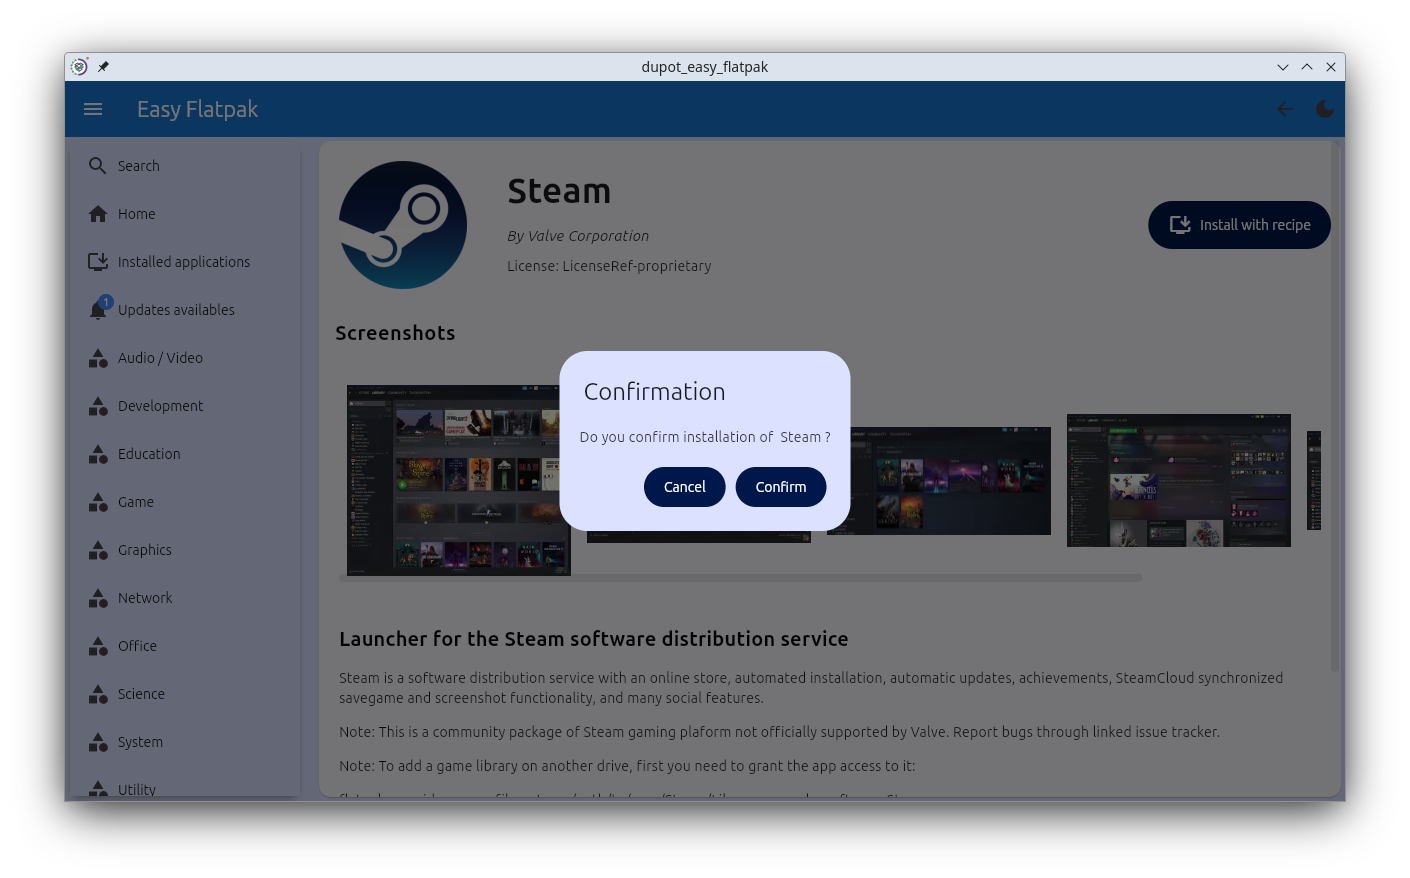 dupot_easy_flatpak
Easy Flatpak
Search
Home
Installed applications
1
Updates availables
Audio / Video
Development
Education
Game
Graphics
Network
Office
Science
System
Utility
Steam
By Valve Corporation
License: LicenseRef-proprietary
Install with recipe
Screenshots
Confirmation
Do you confirm installation of  Steam ?
Cancel
Confirm
Launcher for the Steam software distribution service
Steam is a software distribution service with an online store, automated installation, automatic updates, achievements, SteamCloud synchronized
savegame and screenshot functionality, and many social features.
Note: This is a community package of Steam gaming plaform not officially supported by Valve. Report bugs through linked issue tracker.
Note: To add a game library on another drive, first you need to grant the app access to it: